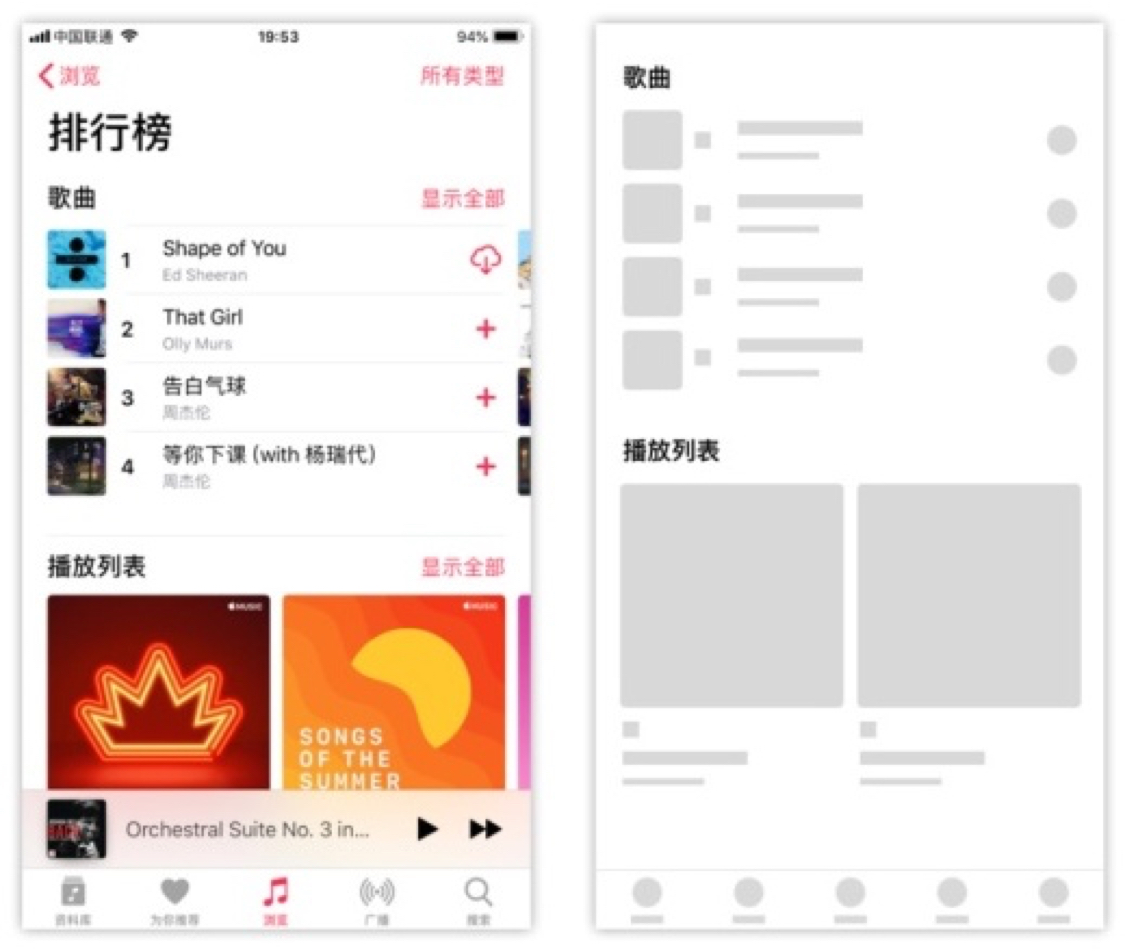 中国联通 19:53 94%
浏览 所有类型
排行榜
歌曲 显示全部
1 Shape of You
Ed Sheeran
2 That Girl
Olly Murs
3 告白气球
周杰伦
4 等你下课 (with 杨瑞代)
周杰伦
播放列表 显示全部
MUSIC MUSIC
SONGS
OF THE
SUMMER
Orchestral Suite No. 3 in...
资料库 为你推荐 浏览 广播 搜索
歌曲
播放列表